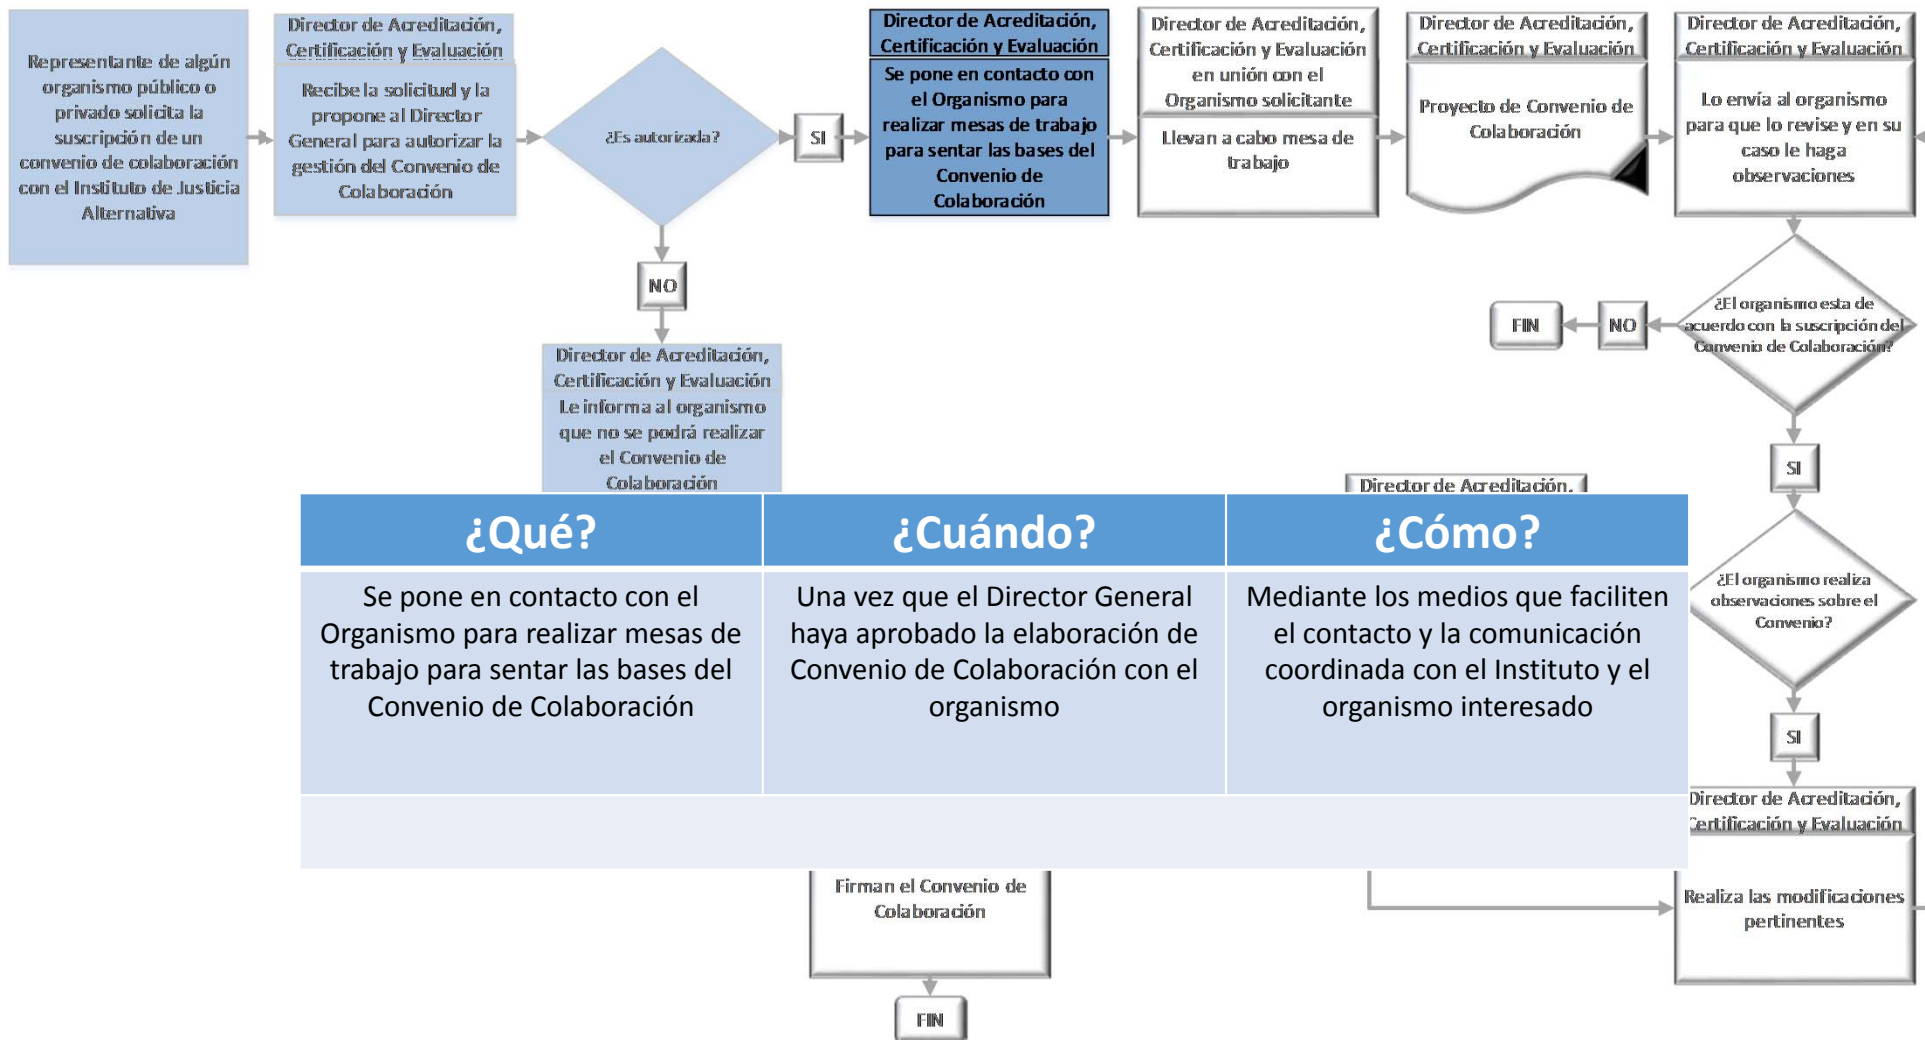 Representante de algún
organismo público o
privado solicita la
suscripción de un
convenio de colaboración
con el Instituto de Justicia
Alternativa
Director de Acreditación,
Certificación y Evaluación
Recibe la solicitud y la
propone al Director
General para autorizar la
gestión del Convenio de
Colaboración
¿Es autorizada?
SI
Director de Acreditación,
Certificación y Evaluación
Se pone en contacto con
el Organismo para
realizar mesas de trabajo
para sentar las bases del
Convenio de
Colaboración
Director de Acreditación,
Certificación y Evaluación
en unión con el
Organismo solicitante
Llevan a cabo mesa de
trabajo
Director de Acreditación,
Certificación y Evaluación
Proyecto de Convenio de
Colaboración
Director de Acreditación,
Certificación y Evaluación
Lo envía al organismo
para que lo revise y en su
caso le haga
observaciones
NO
Director de Acreditación,
Certificación y Evaluación
Le informa al organismo
que no se podrá realizar
el Convenio de
Colaboración
¿El organismo esta de
acuerdo con la suscripción del
Convenio de Colaboración?
NO
FIN
SI
Director de Acreditación,
¿El organismo realiza
observaciones sobre el
Convenio?
SI
¿Qué?
¿Cuándo?
¿Cómo?
Se pone en contacto con el
Organismo para realizar mesas de
trabajo para sentar las bases del
Convenio de Colaboración
Una vez que el Director General
haya aprobado la elaboración de
Convenio de Colaboración con el
organismo
Mediante los medios que faciliten
el contacto y la comunicación
coordinada con el Instituto y el
organismo interesado
Director de Acreditación,
Certificación y Evaluación
Realiza las modificaciones
pertinentes
Firman el Convenio de
Colaboración
FIN